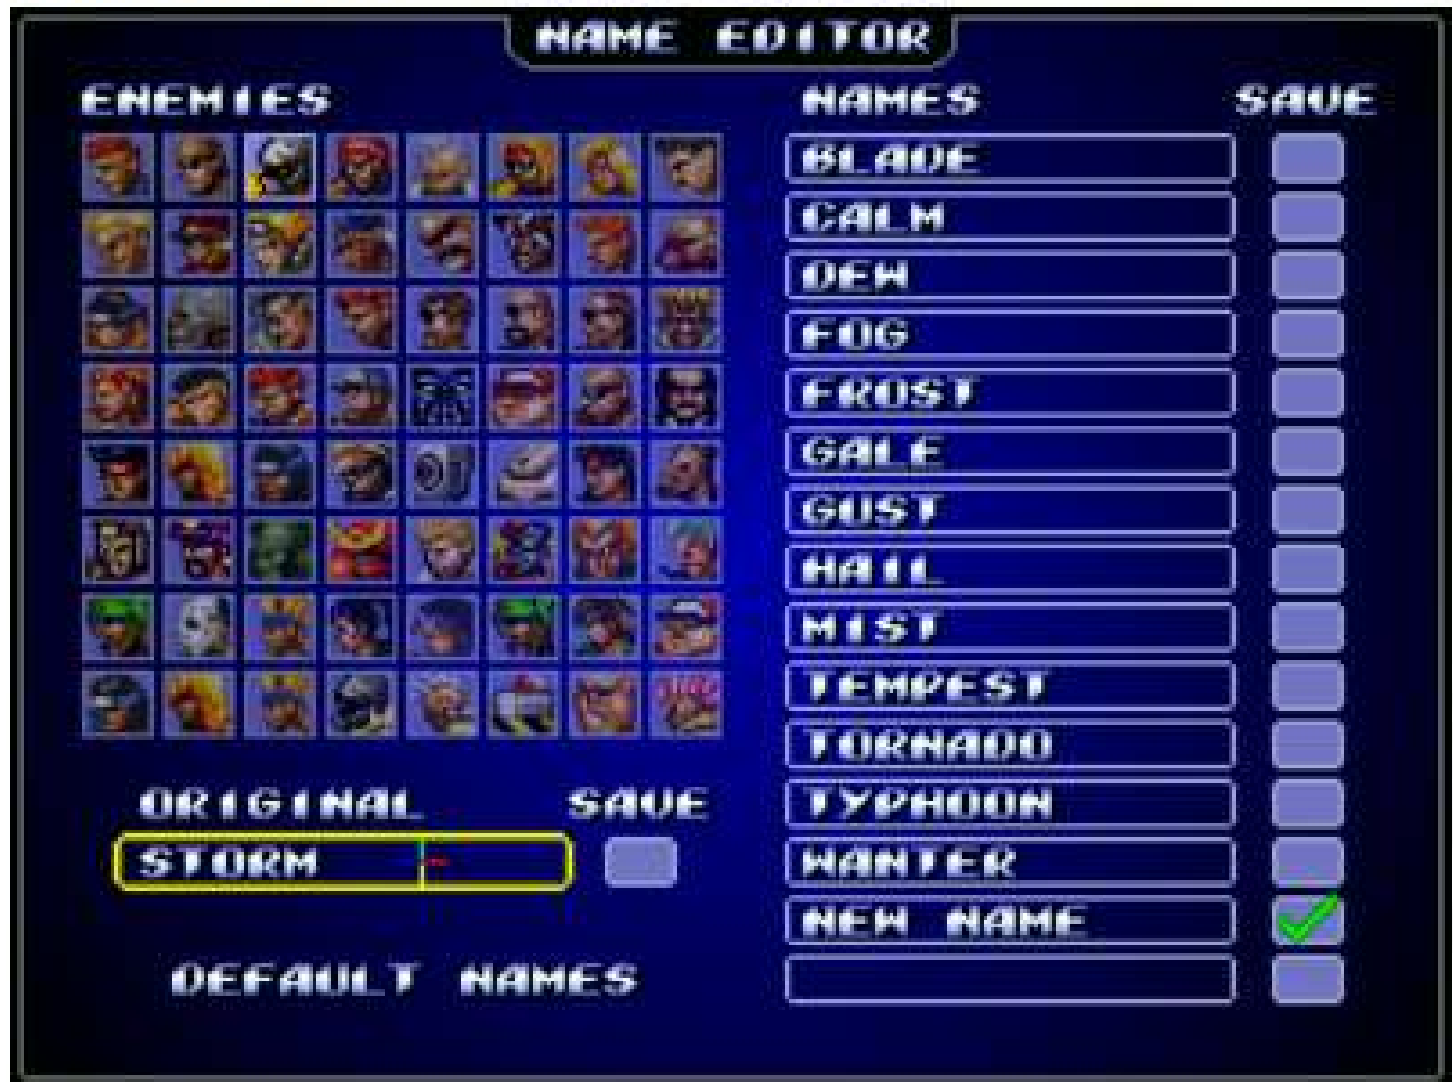 NAME EDITOR
ENEMIES
NAMES
SAVE
BLADE
CALM
DEW
FOG
FROST
GALE
GUST
HAIL
MIST
TEMPEST
TORNADO
TYPHOON
WANTER
NEW NAME
ORIGINAL
SAVE
STORM
DEFAULT NAMES